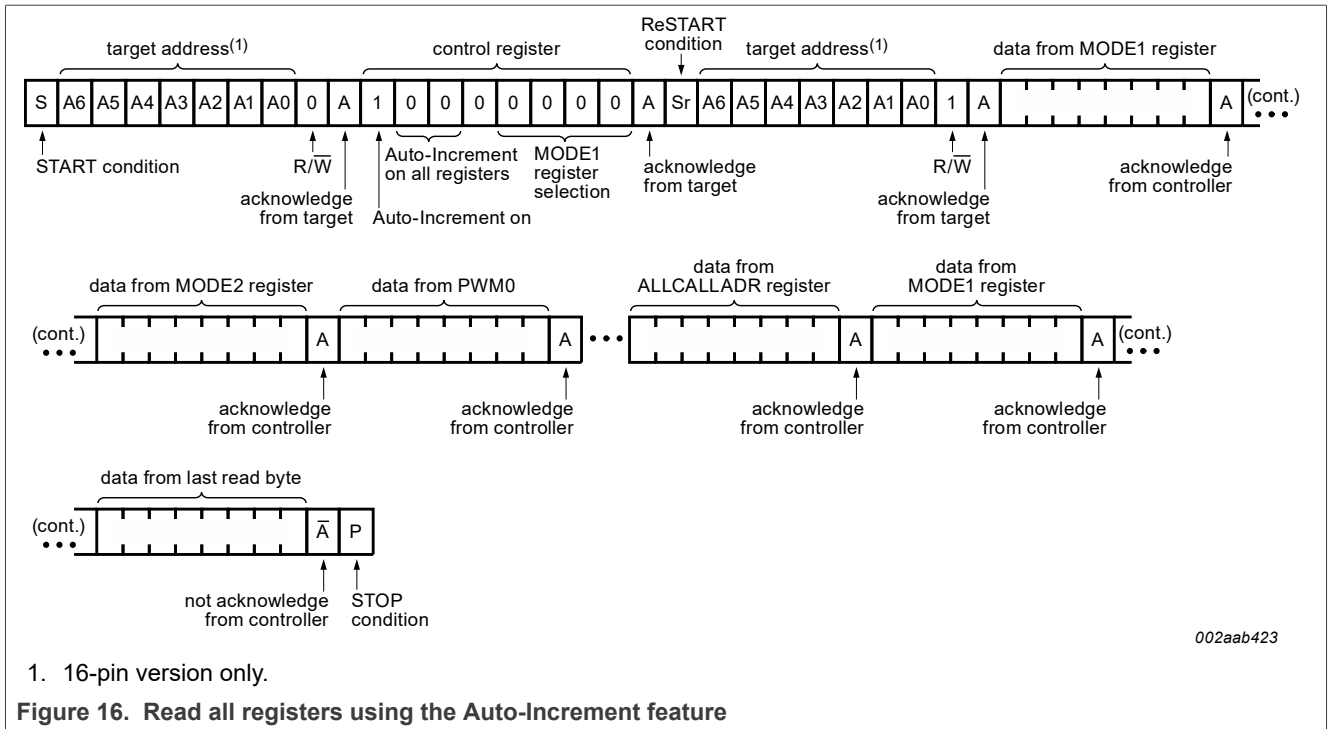 ReSTART
condition
target address(1)
control register
target address(1)
data from MODE1 register
S A6 A5 A4 A3 A2 A1 A0 0 A 1 0 0 0 0 0 0 0 A Sr A6 A5 A4 A3 A2 A1 A0 1 A A (cont.)
START condition
R/W̅
acknowledge
from target
Auto-Increment on
Auto-Increment
on all registers
MODE1
register
selection
acknowledge
from target
R/W̅
acknowledge
from target
acknowledge
from controller
data from MODE2 register
data from PWM0
data from
ALLCALLADR register
data from
MODE1 register
(cont.) A A A A (cont.)
acknowledge
from controller
acknowledge
from controller
acknowledge
from controller
acknowledge
from controller
data from last read byte
(cont.) A̅ P
not acknowledge
from controller
STOP
condition
002aab423
1. 16-pin version only.
Figure 16. Read all registers using the Auto-Increment feature